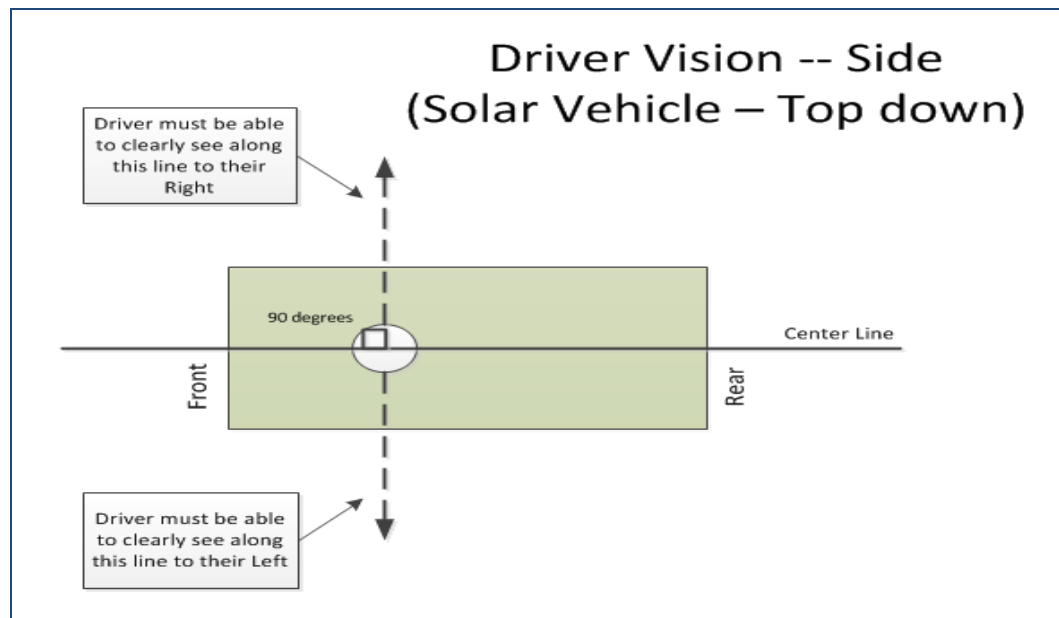 Driver Vision -- Side
(Solar Vehicle – Top down)
Driver must be able
to clearly see along
this line to their
Right
90 degrees
Center Line
Front
Rear
Driver must be able
to clearly see along
this line to their Left